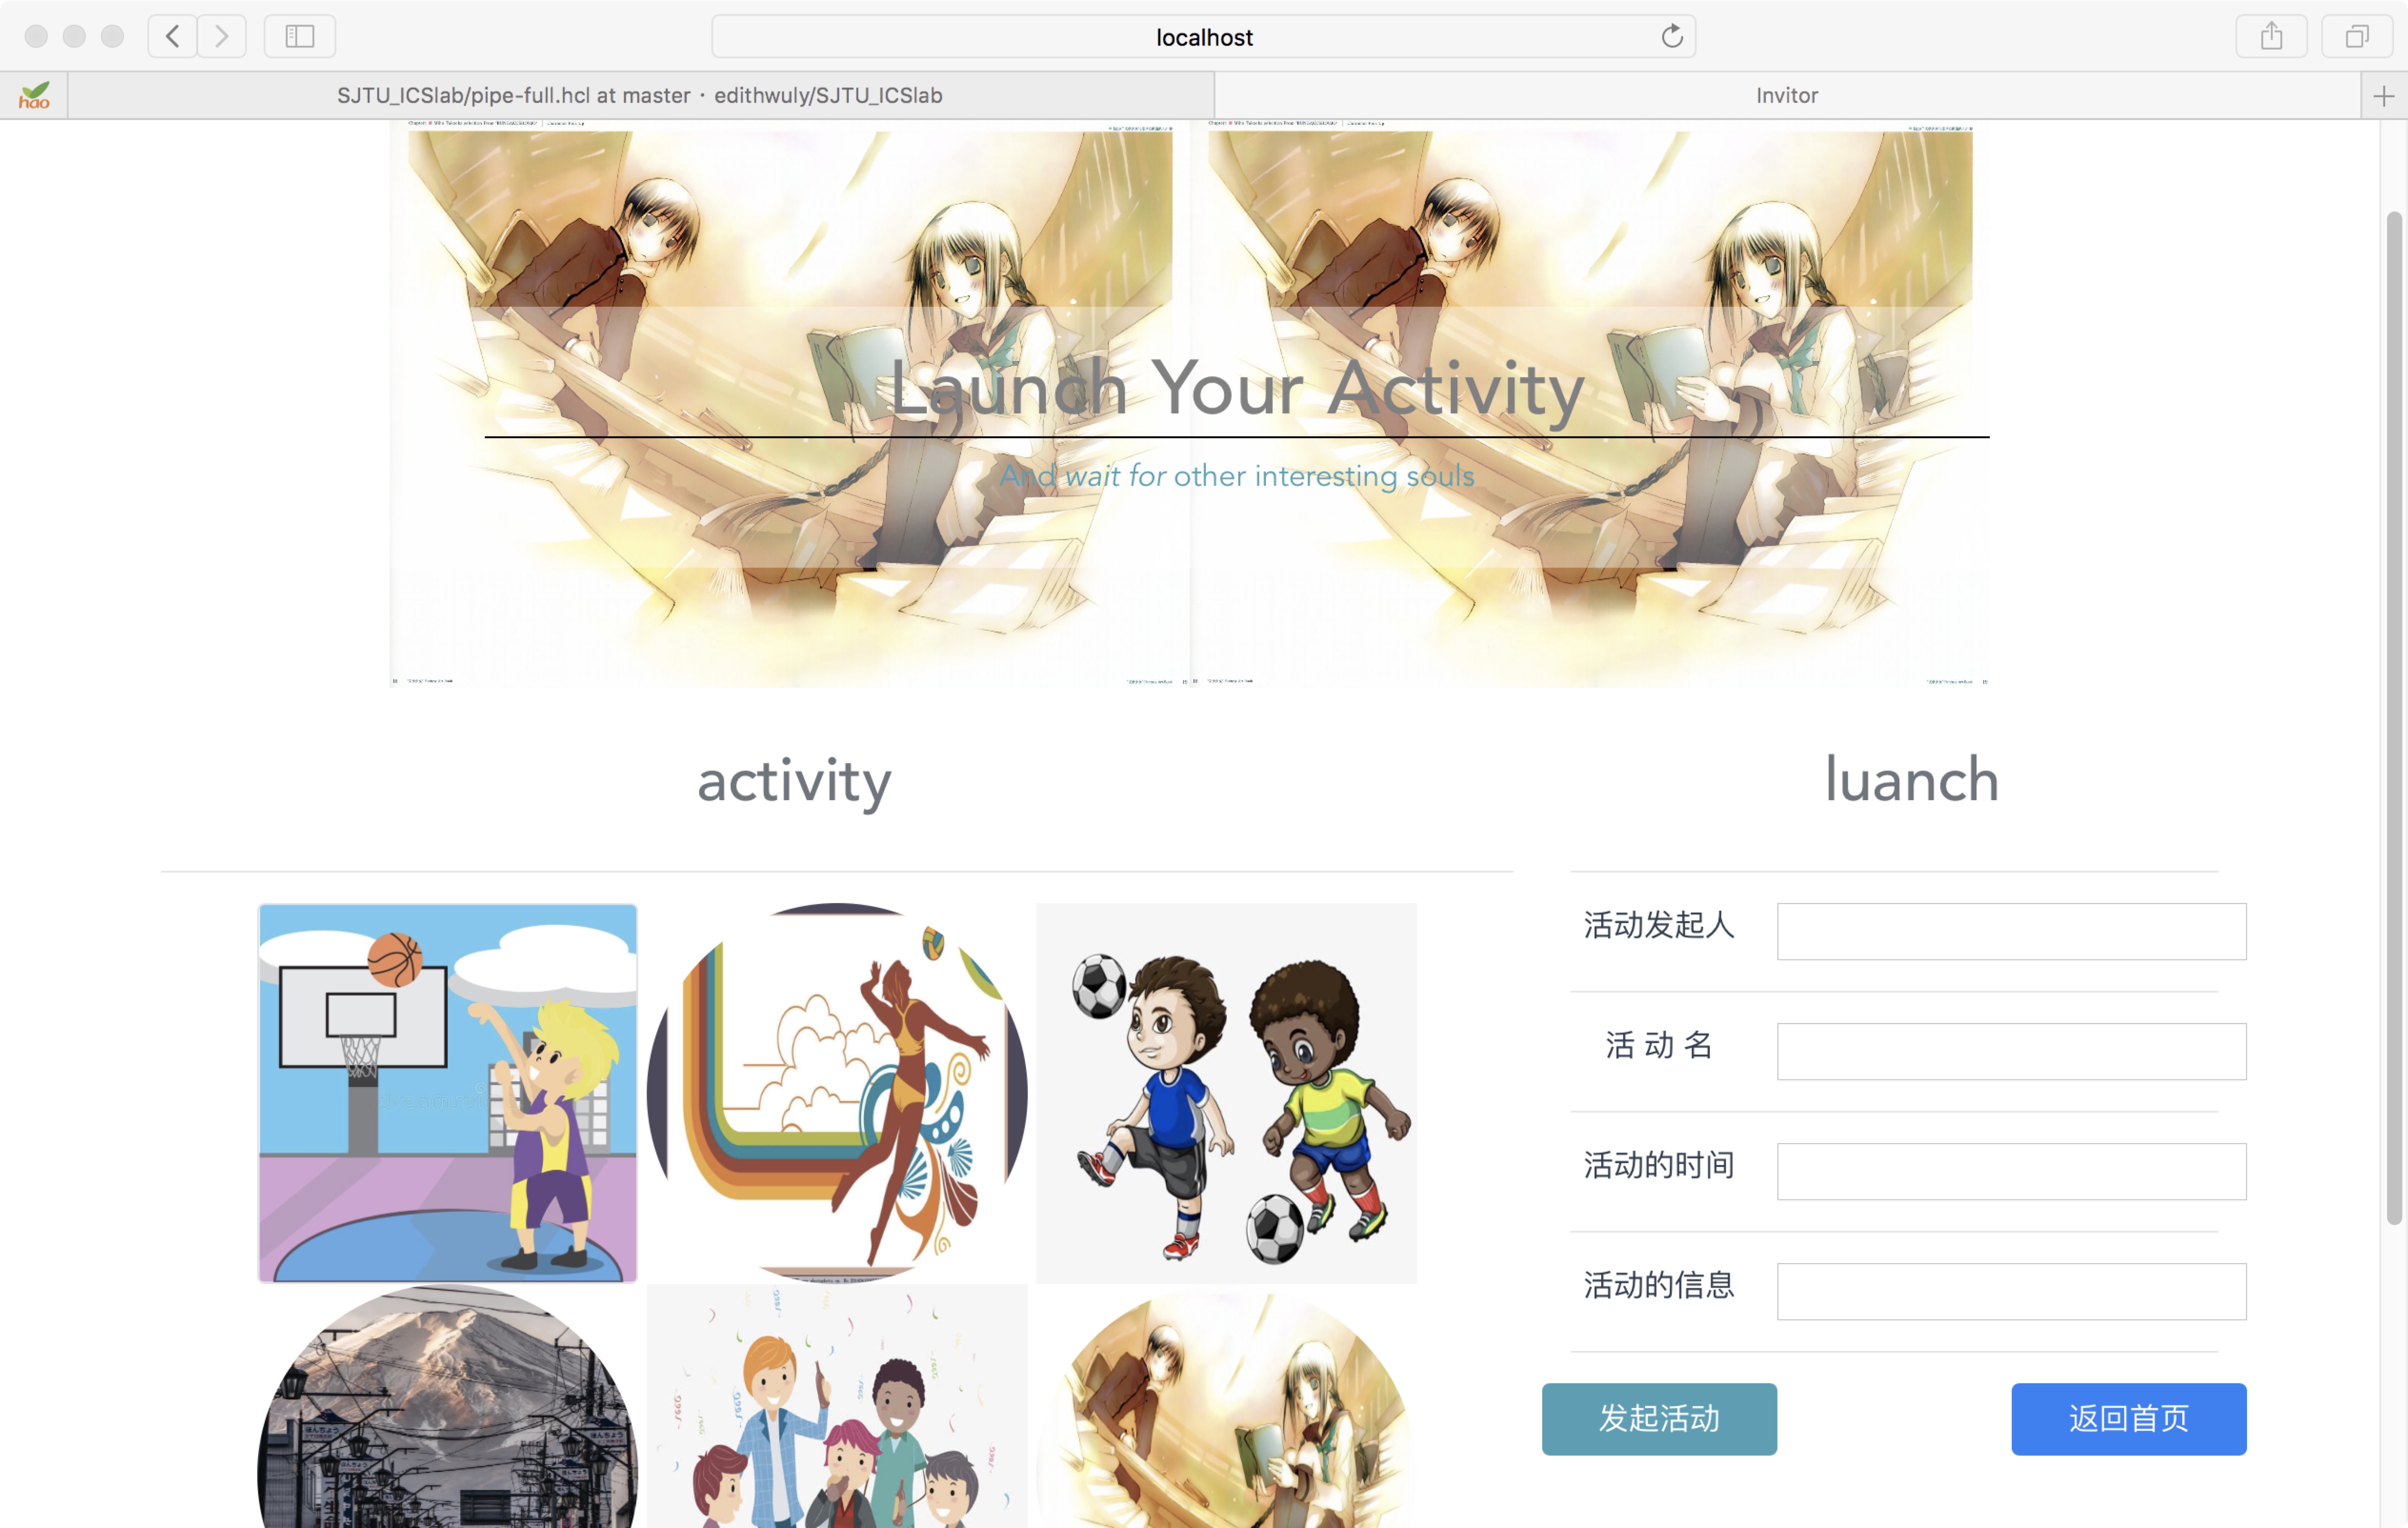 localhost
hao
SJTU_ICSlab/pipe-full.hcl at master · edithwuly/SJTU_ICSlab
Invitor
Launch Your Activity
And wait for other interesting souls
activity
luanch
活动发起人
活 动 名
活动的时间
活动的信息
发起活动
返回首页